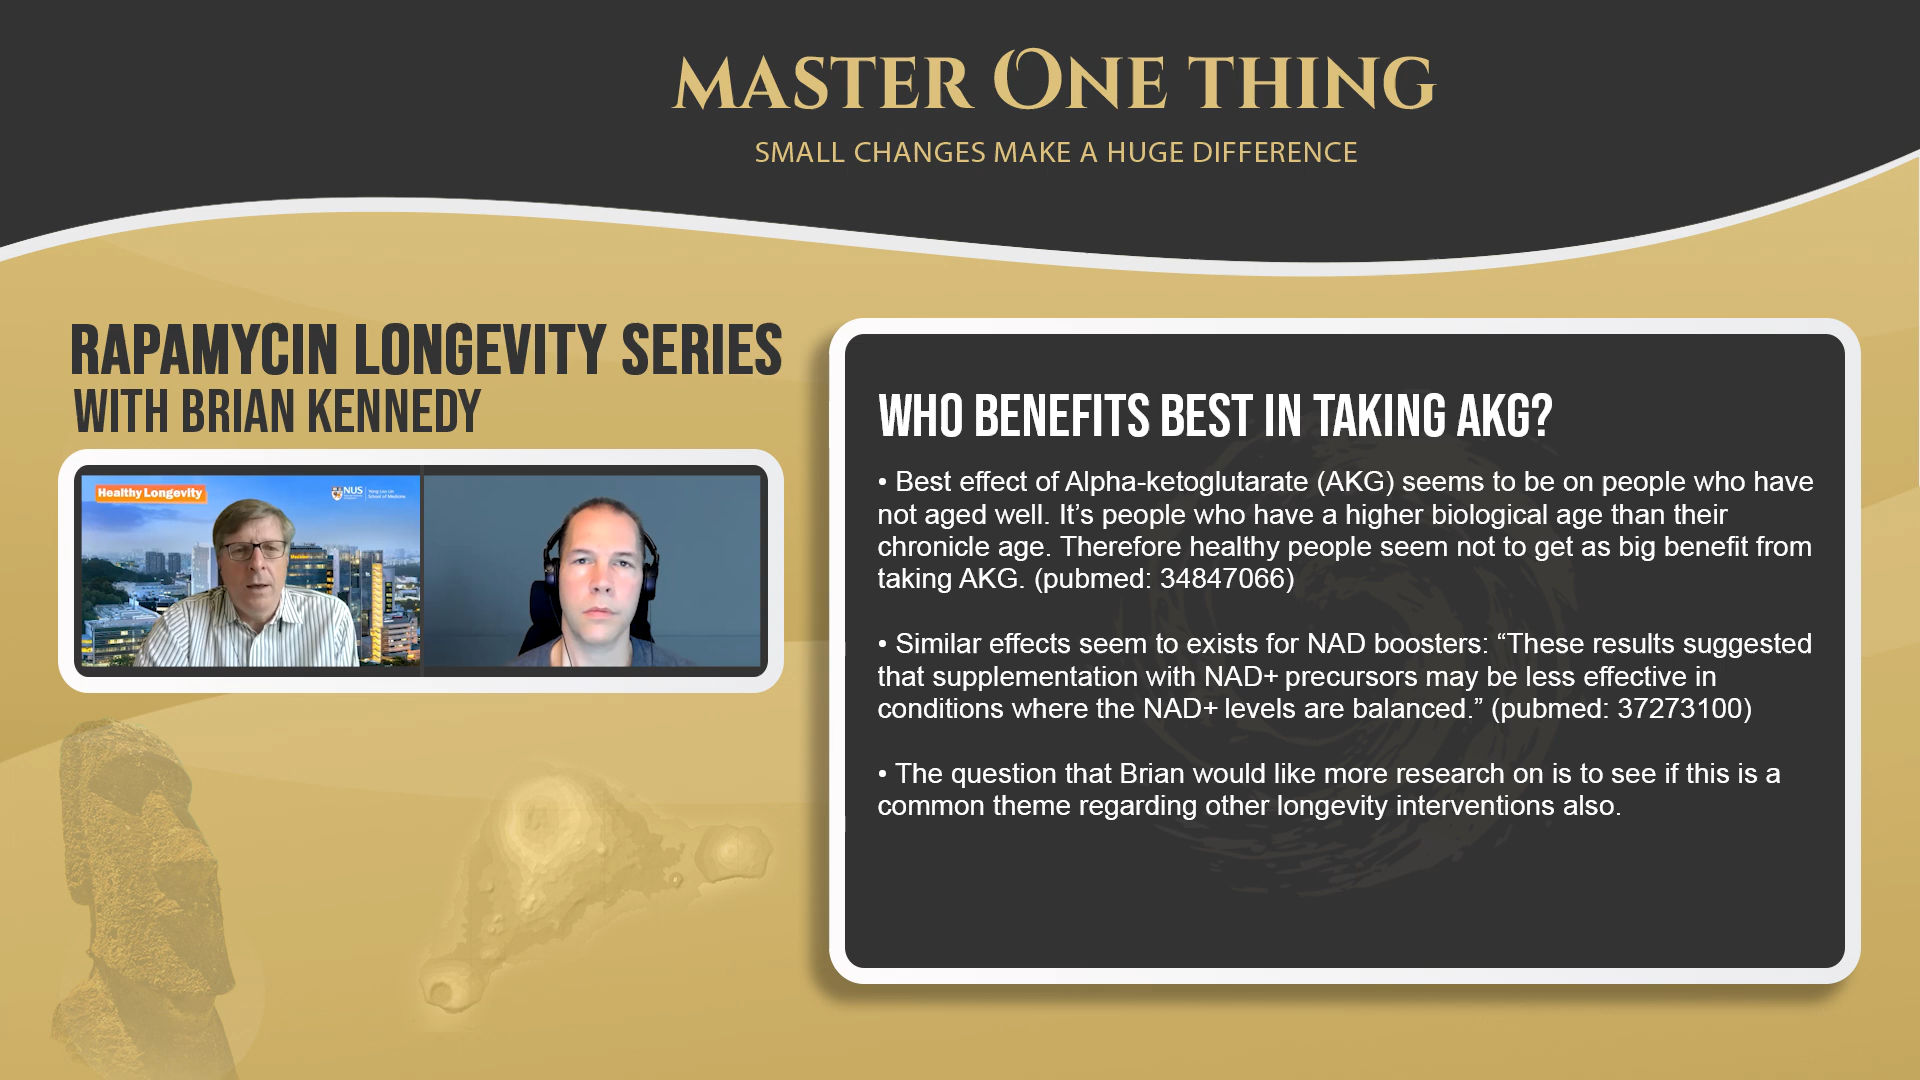 MASTER ONE THING
SMALL CHANGES MAKE A HUGE DIFFERENCE
RAPAMYCIN LONGEVITY SERIES
WITH BRIAN KENNEDY
Healthy Longevity
NUS
Yong Loo Lin
School of Medicine
WHO BENEFITS BEST IN TAKING AKG?
• Best effect of Alpha-ketoglutarate (AKG) seems to be on people who have
not aged well. It’s people who have a higher biological age than their
chronicle age. Therefore healthy people seem not to get as big benefit from
taking AKG. (pubmed: 34847066)
• Similar effects seem to exists for NAD boosters: “These results suggested
that supplementation with NAD+ precursors may be less effective in
conditions where the NAD+ levels are balanced.” (pubmed: 37273100)
• The question that Brian would like more research on is to see if this is a
common theme regarding other longevity interventions also.